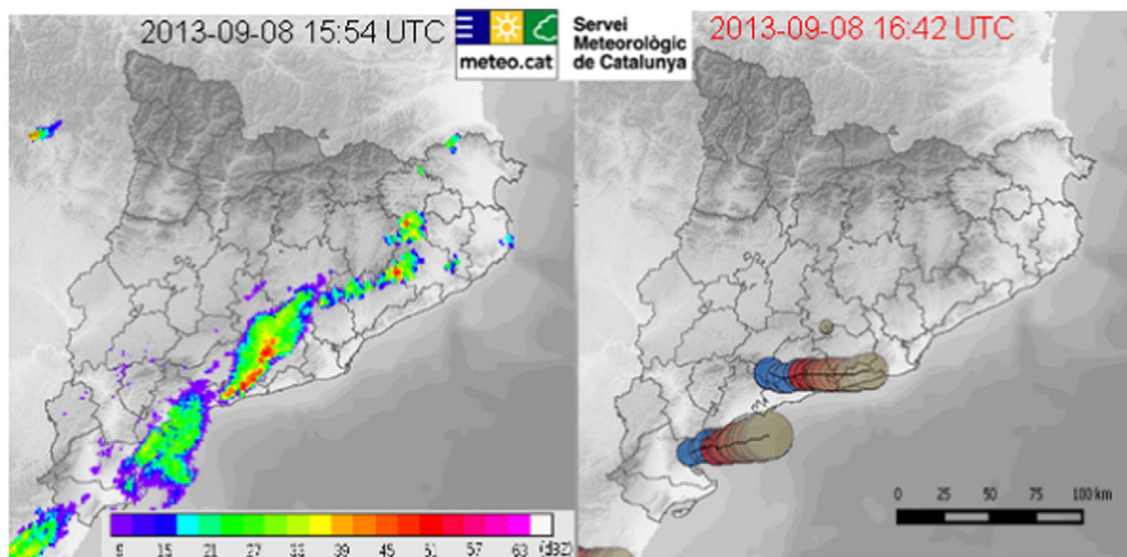 2013-09-08 15:54 UTC
meteo.cat
Servei
Meteorològic
de Catalunya
2013-09-08 16:42 UTC
0 25 50 75 100 km
9 15 21 27 33 39 45 51 57 63 (dBZ)